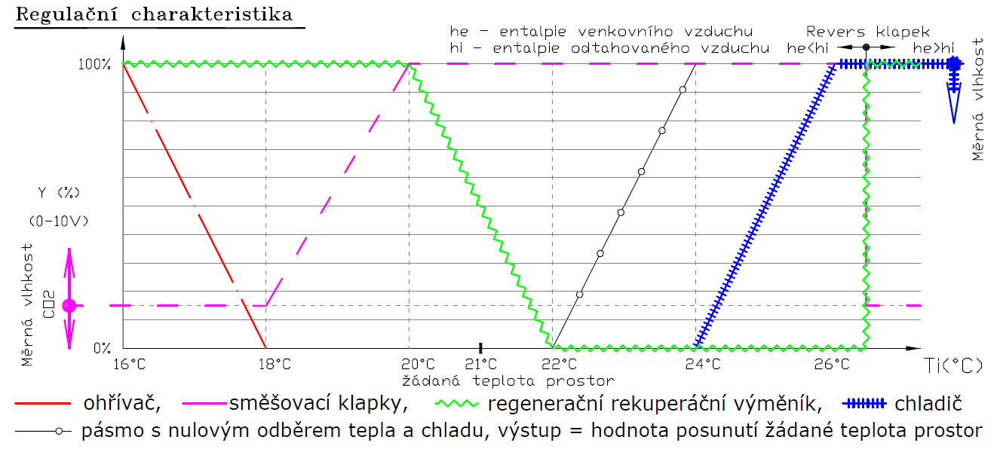 Regulační charakteristika
he - entalpie venkovního vzduchu
hi - entalpie odtahovaného vzduchu
Revers klapek
he<hi he>hi
Měrná vlhkost
100%
Y (%)
(0-10V)
Měrná vlhkost
CO2
0%
16°C 18°C 20°C 21°C 22°C 24°C 26°C Ti(°C)
žádaná teplota prostor
ohřívač, směšovací klapky, regenerační rekuperáční výměník, chladič
pásmo s nulovým odběrem tepla a chladu, výstup = hodnota posunutí žádané teplota prostor